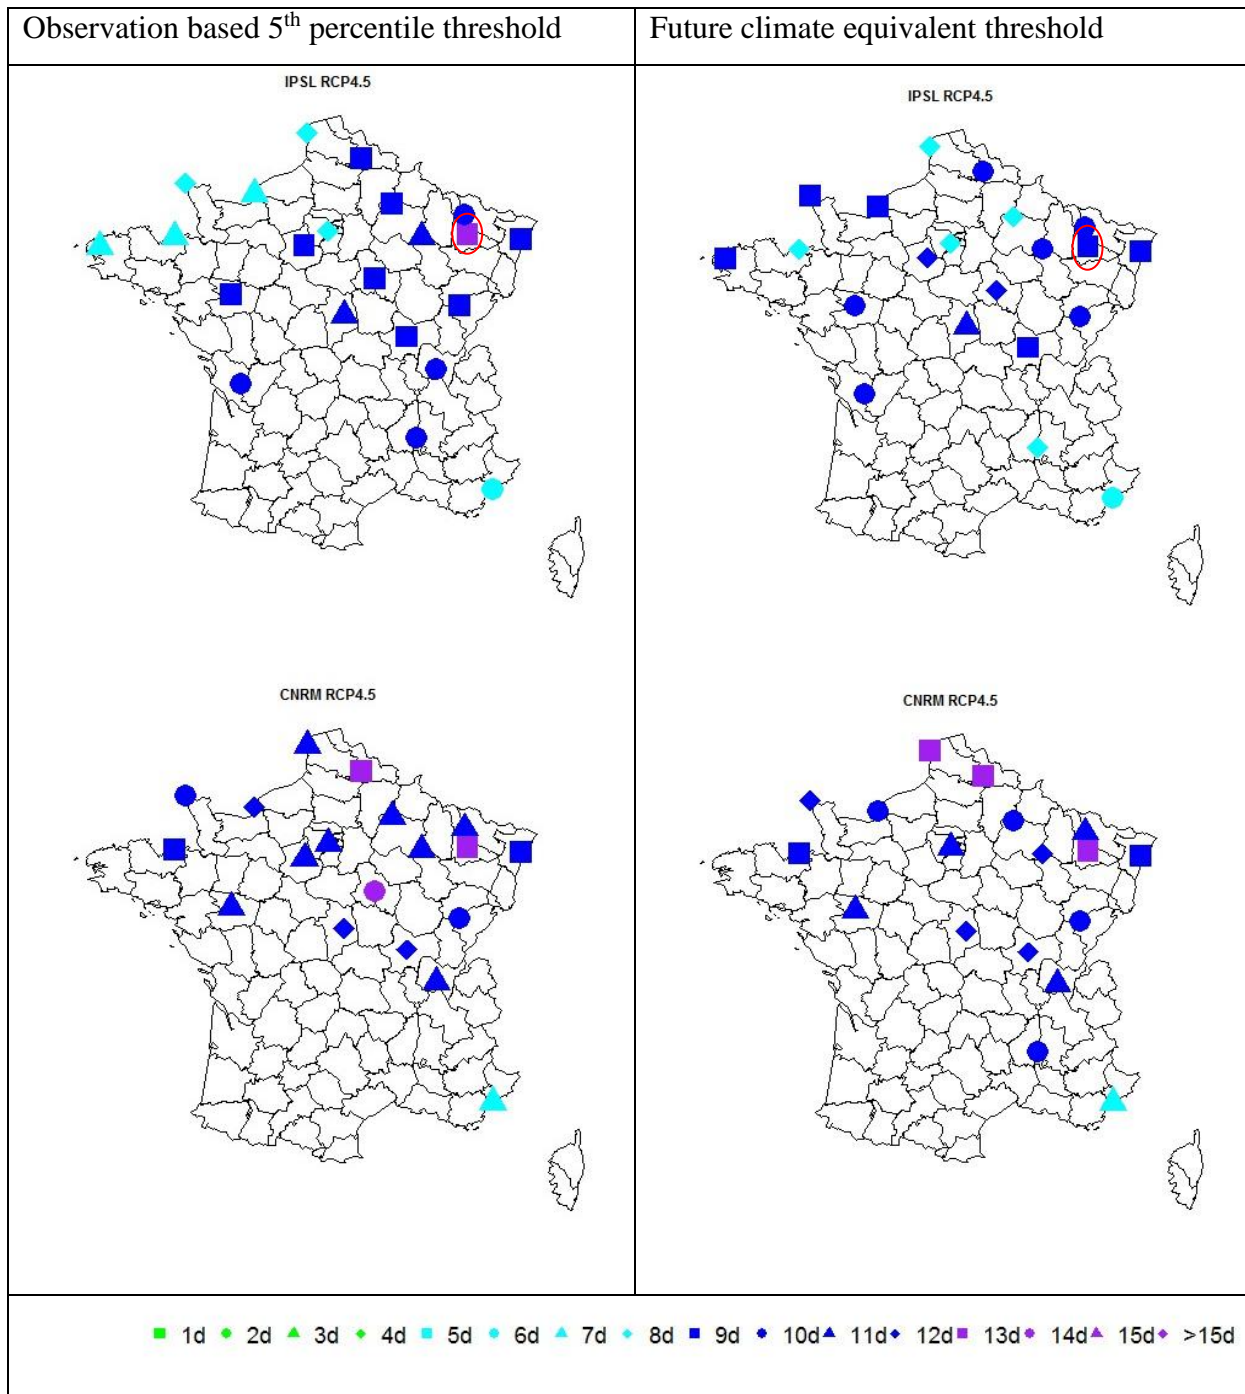 Observation based 5th percentile threshold
Future climate equivalent threshold
IPSL RCP4.5
IPSL RCP4.5
CNRM RCP4.5
CNRM RCP4.5
1d 2d 3d 4d 5d 6d 7d 8d 9d 10d 11d 12d 13d 14d 15d >15d